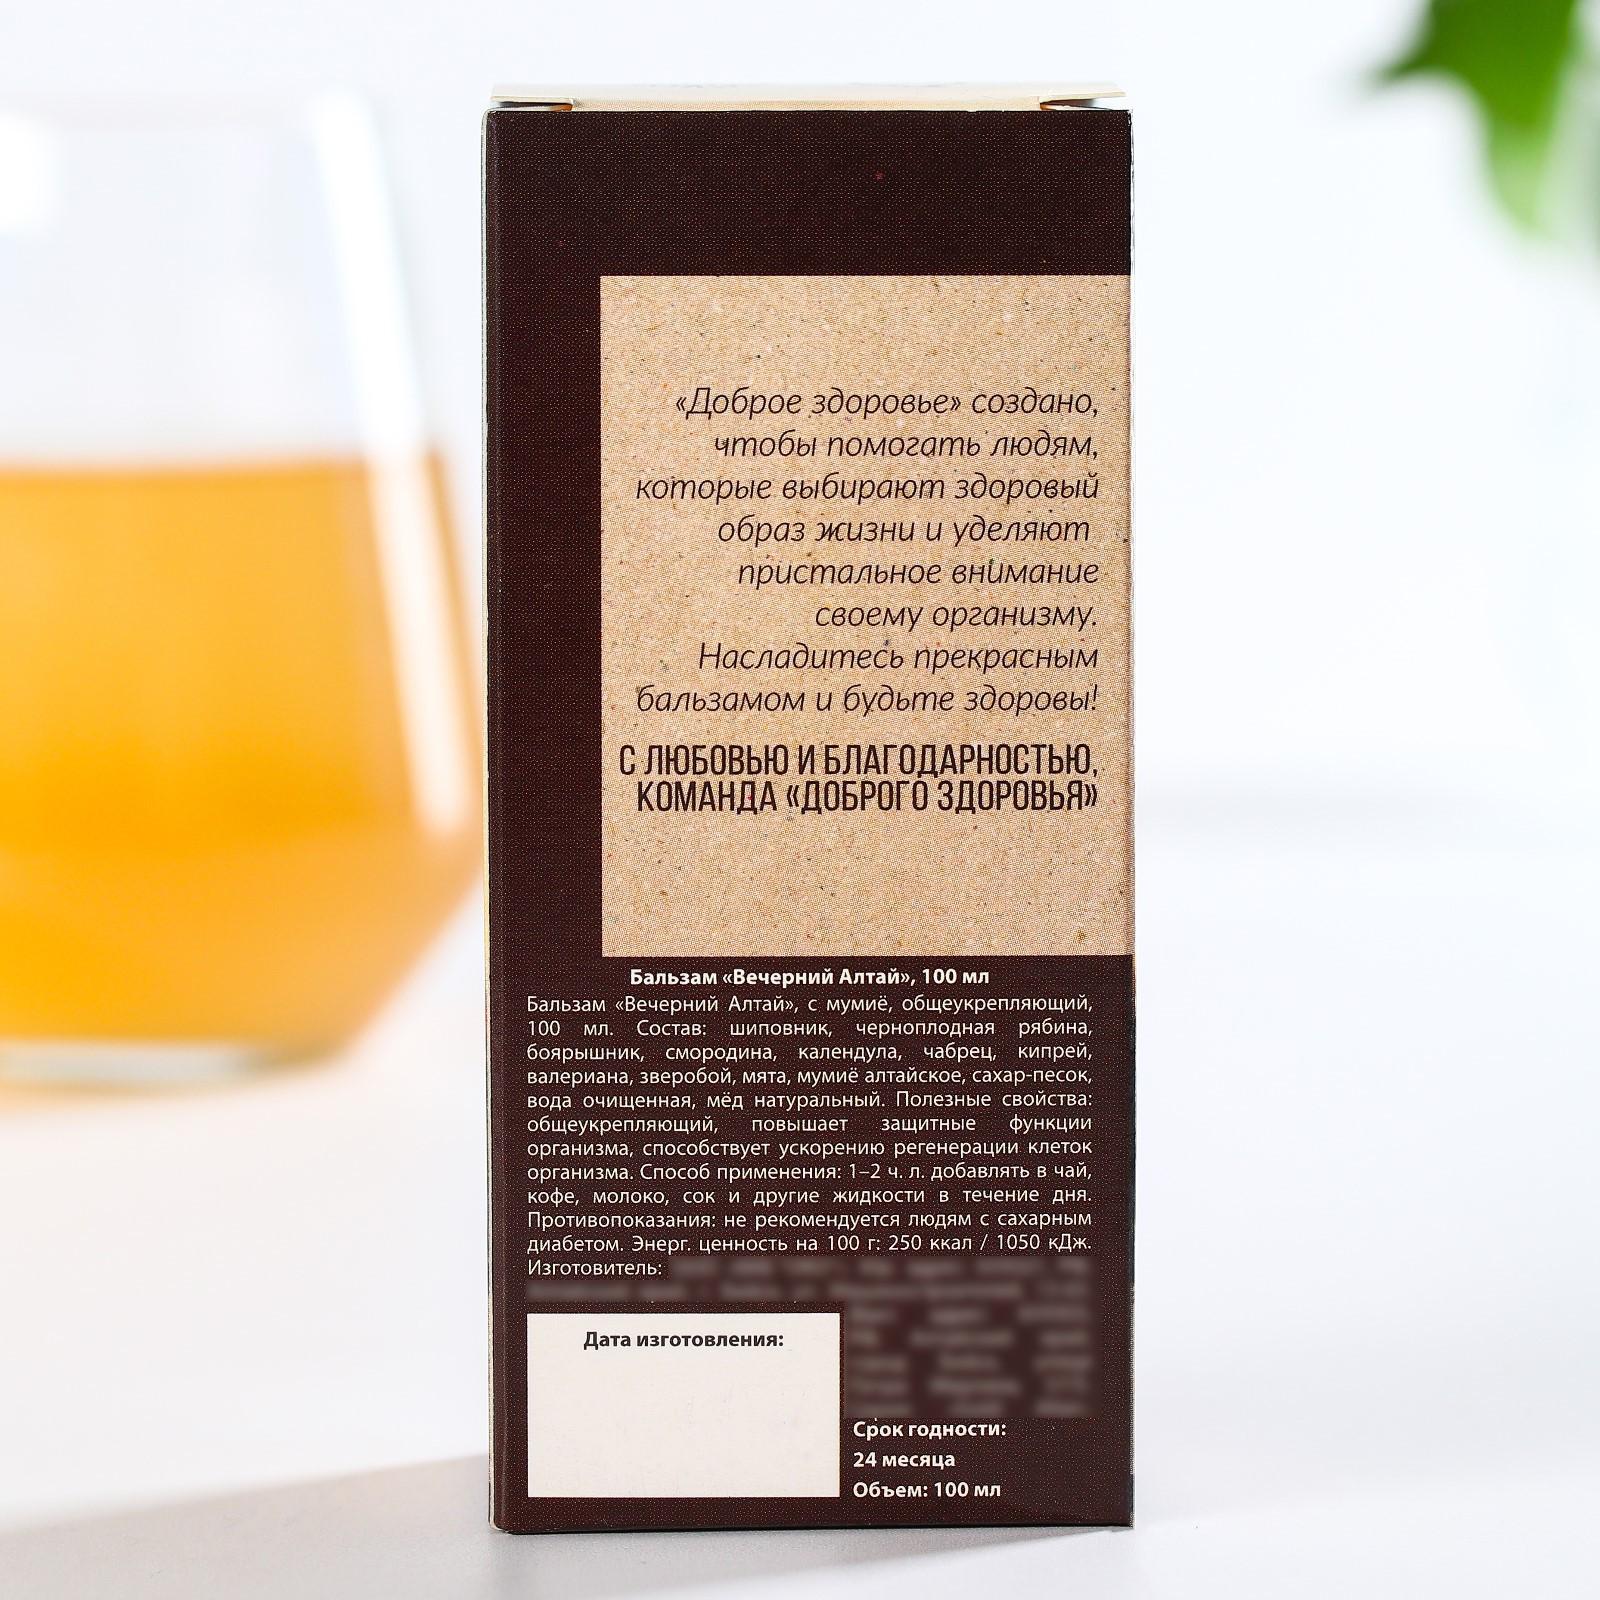 «Доброе здоровье» создано,
чтобы помогать людям,
которые выбирают здоровый
образ жизни и уделяют
пристальное внимание
своему организму.
Насладитесь прекрасным
бальзамом и будьте здоровы!
С ЛЮБОВЬЮ И БЛАГОДАРНОСТЬЮ,
КОМАНДА «ДОБРОГО ЗДОРОВЬЯ»
Бальзам «Вечерний Алтай», 100 мл
Бальзам «Вечерний Алтай», с мумиё, общеукрепляющий,
100 мл. Состав: шиповник, черноплодная рябина,
боярышник, смородина, календула, чабрец, кипрей,
валериана, зверобой, мята, мумиё алтайское, сахар-песок,
вода очищенная, мёд натуральный. Полезные свойства:
общеукрепляющий, повышает защитные функции
организма, способствует ускорению регенерации клеток
организма. Способ применения: 1–2 ч. л. добавлять в чай,
кофе, молоко, сок и другие жидкости в течение дня.
Противопоказания: не рекомендуется людям с сахарным
диабетом. Энерг. ценность на 100 г: 250 ккал / 1050 кДж.
Изготовитель:
Дата изготовления:
Срок годности:
24 месяца
Объем: 100 мл